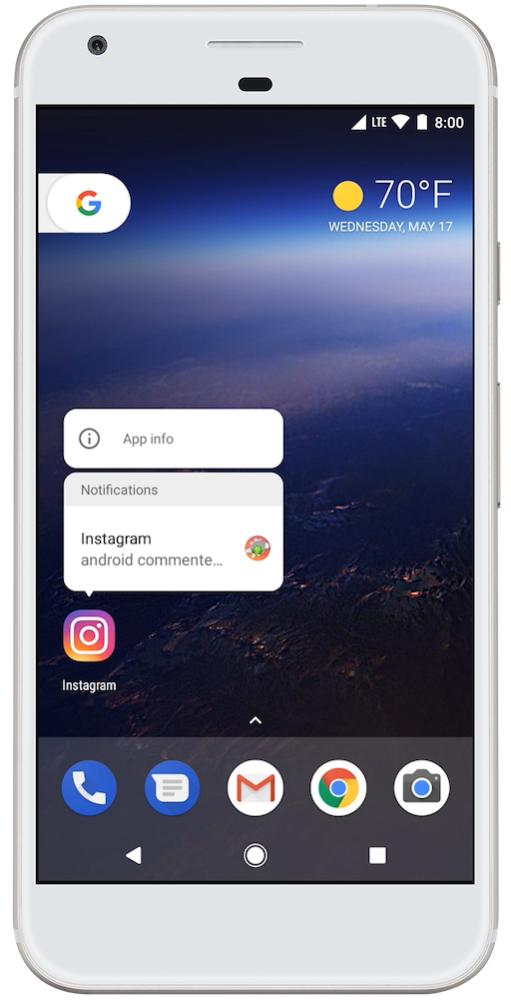 LTE 8:00
G
70°F
WEDNESDAY, MAY 17
App info
Notifications
Instagram
android commente...
Instagram